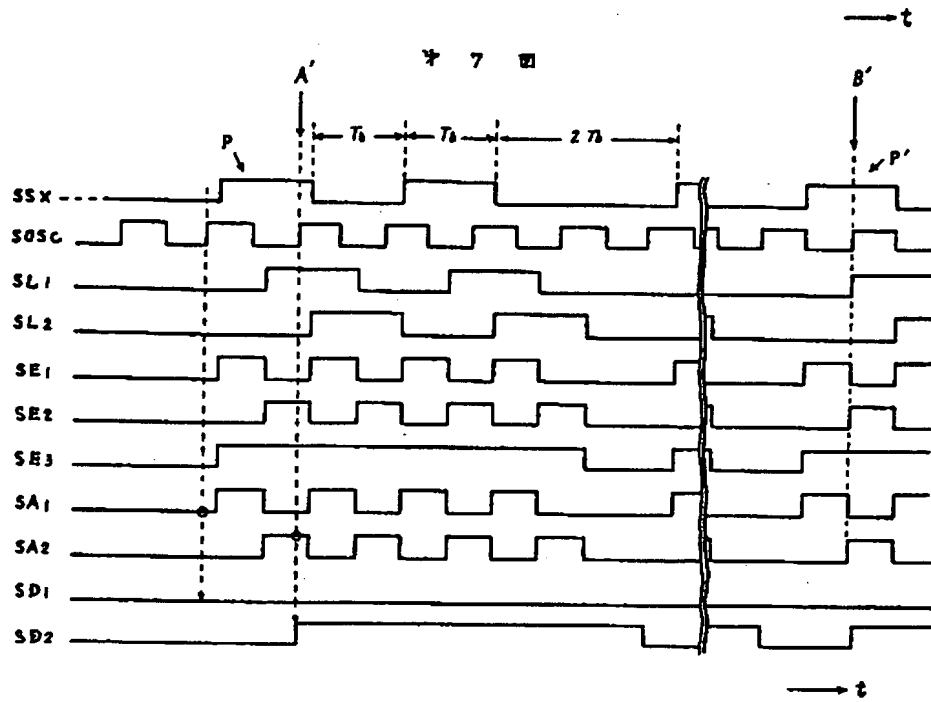 t
第 7 図
A'
B'
P
T₀
T₀
2T₀
P'
SSX
SOSC
SL1
SL2
SE1
SE2
SE3
SA1
SA2
SD1
SD2
t